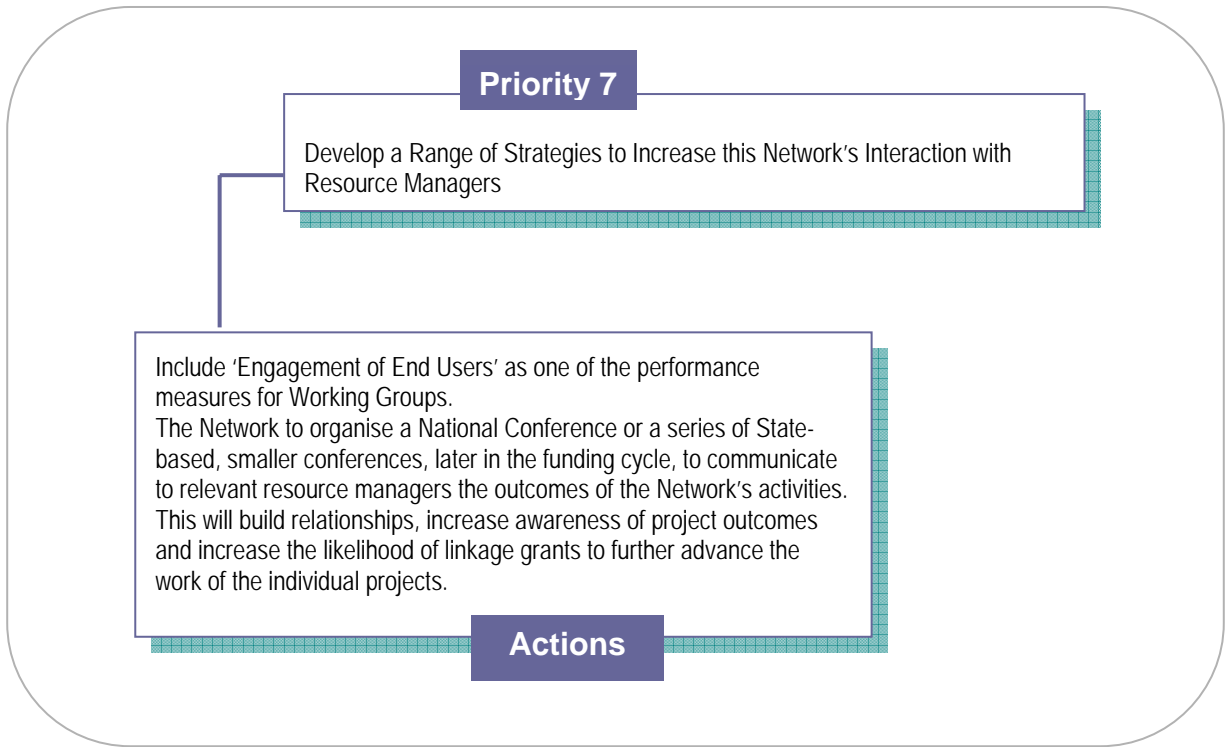 Priority 7
Develop a Range of Strategies to Increase this Network’s Interaction with
Resource Managers
Include ‘Engagement of End Users’ as one of the performance
measures for Working Groups.
The Network to organise a National Conference or a series of State-
based, smaller conferences, later in the funding cycle, to communicate
to relevant resource managers the outcomes of the Network’s activities.
This will build relationships, increase awareness of project outcomes
and increase the likelihood of linkage grants to further advance the
work of the individual projects.
Actions